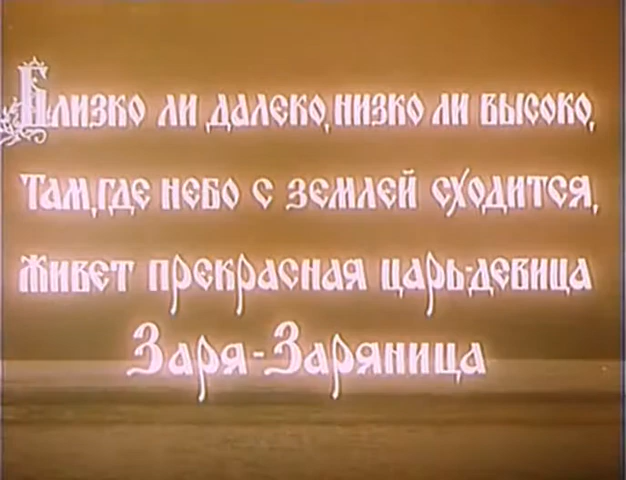 Близко ли далеко, низко ли высоко,
Там, где небо с землей сходится,
живет прекрасная царь-девица
Заря-Заряница